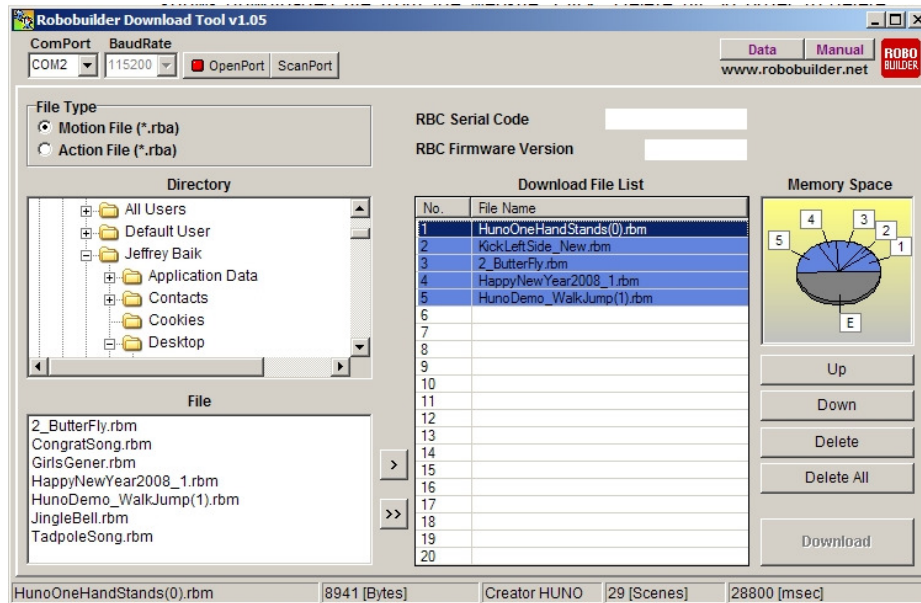 Robobuilder Download Tool v1.05
ComPort BaudRate
COM2 115200 OpenPort ScanPort
Data Manual
www.robobuilder.net
ROBO
BUILDER
File Type
Motion File (*.rba)
Action File (*.rba)
RBC Serial Code
RBC Firmware Version
Directory
All Users
Default User
Jeffrey Baik
Application Data
Contacts
Cookies
Desktop
File
2_ButterFly.rbm
CongratSong.rbm
GirlsGener.rbm
HappyNewYear2008_1.rbm
HunoDemo_WalkJump(1).rbm
JingleBell.rbm
TadpoleSong.rbm
>
>>
Download File List
No. File Name
1 HunoOneHandStands(0).rbm
2 KickLeftSide_New.rbm
3 2_ButterFly.rbm
4 HappyNewYear2008_1.rbm
5 HunoDemo_WalkJump(1).rbm
6
7
8
9
10
11
12
13
14
15
16
17
18
19
20
Memory Space
4 3 2 1
5
E
Up
Down
Delete
Delete All
Download
HunoOneHandStands(0).rbm 8941 [Bytes] Creator HUNO 29 [Scenes] 28800 [msec]